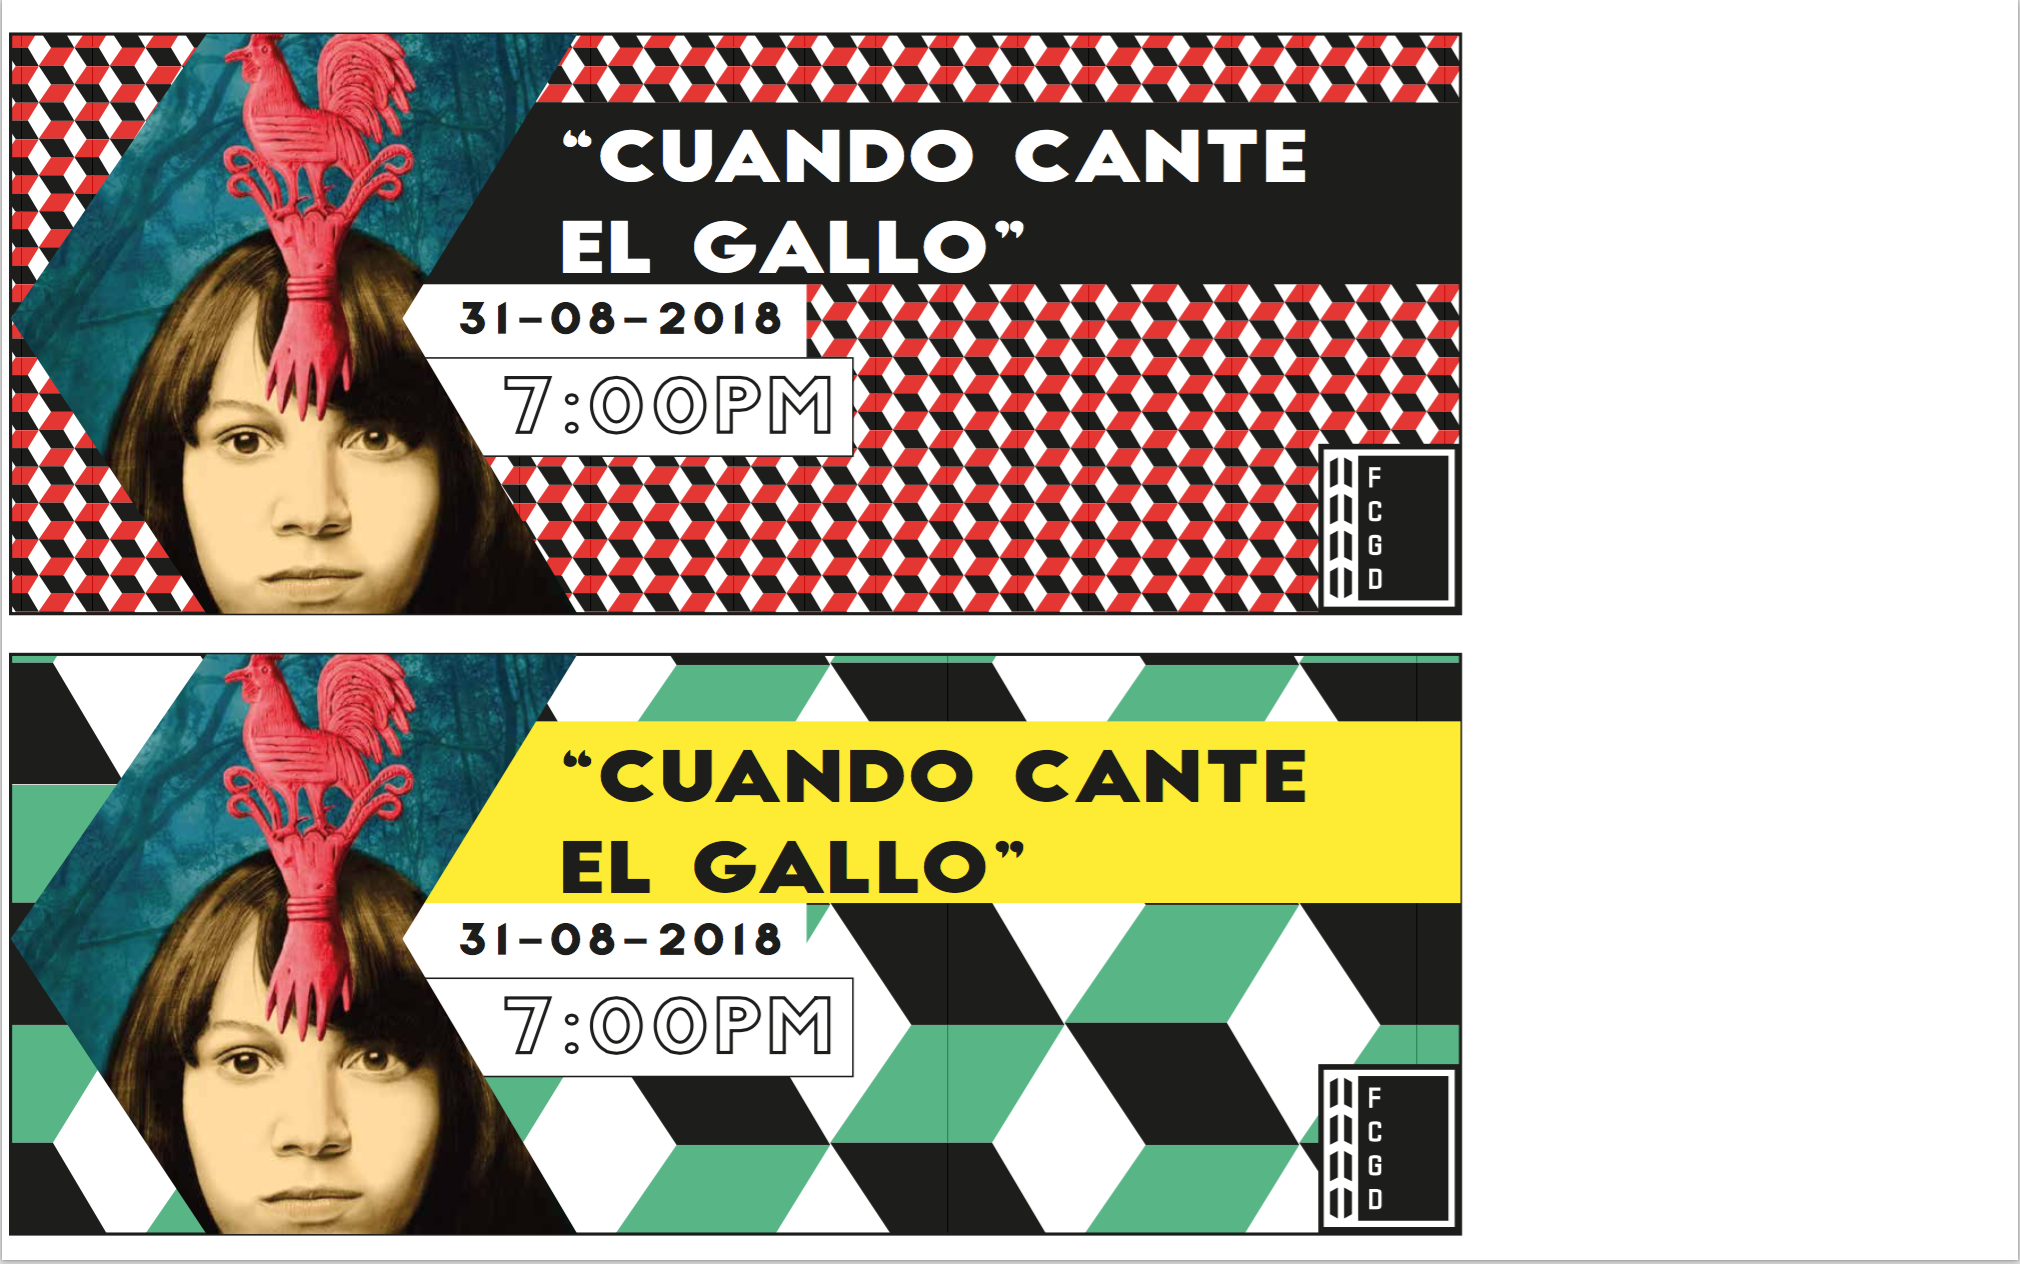 “CUANDO CANTE
EL GALLO”
31-08-2018
7:00PM
F
C
G
D
“CUANDO CANTE
EL GALLO”
31-08-2018
7:00PM
F
C
G
D